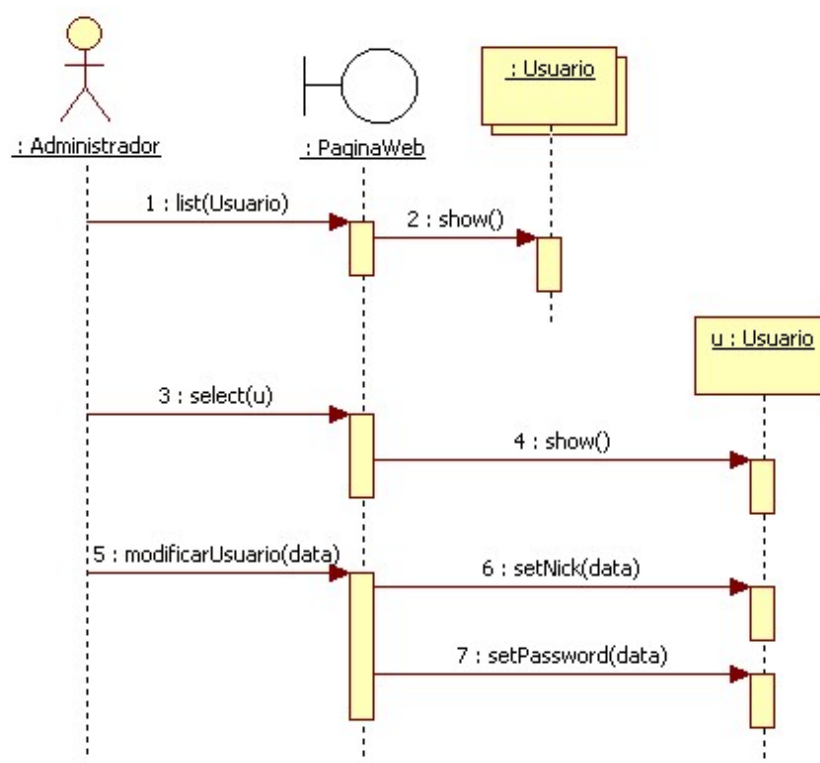 : Usuario
: Administrador
: PaginaWeb
1 : list(Usuario)
2 : show()
u : Usuario
3 : select(u)
4 : show()
5 : modificarUsuario(data)
6 : setNick(data)
7 : setPassword(data)